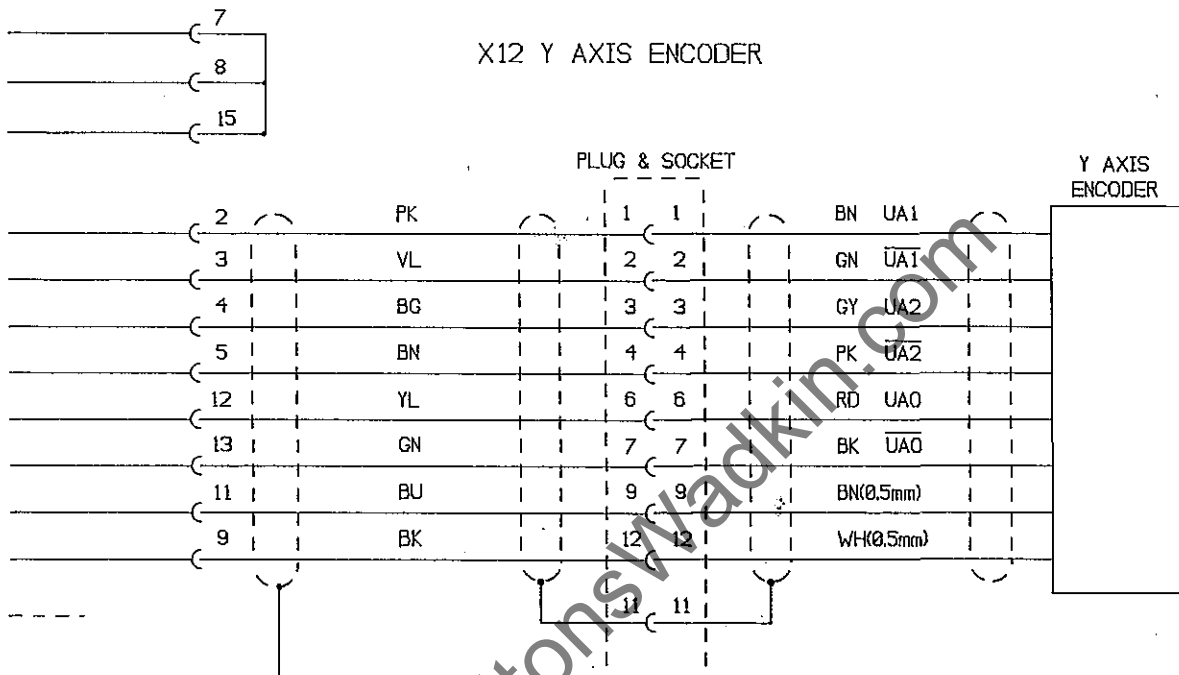 7
X12 Y AXIS ENCODER
8
15
PLUG & SOCKET
Y AXIS
ENCODER
2 PK 1 1 BN UA1
3 VL 2 2 GN U̅A̅1̅
4 BG 3 3 GY UA2
5 BN 4 4 PK U̅A̅2̅
12 YL 6 6 RD UA0
13 GN 7 7 BK U̅A̅0̅
11 BU 9 9 BN(0.5mm)
9 BK 12 12 WH(0.5mm)
11 11
tonsWadkin.com